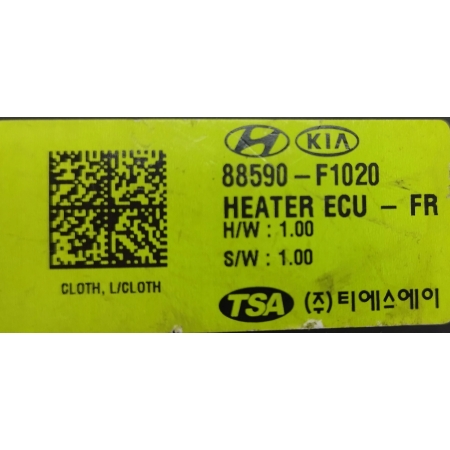 KIA
88590-F1020
HEATER ECU - FR
H/W : 1.00
S/W : 1.00
CLOTH, L/CLOTH
TSA (주)티에스에이